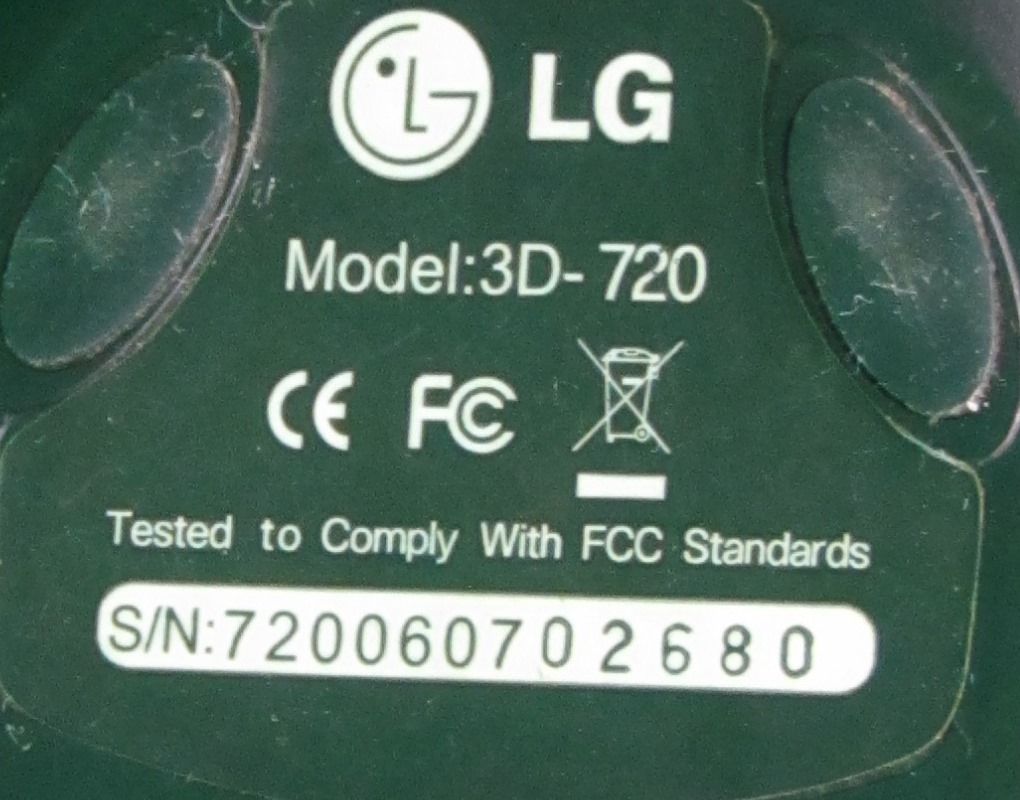 LG
Model:3D-720
CE FC
Tested to Comply With FCC Standards
S/N:720060702680